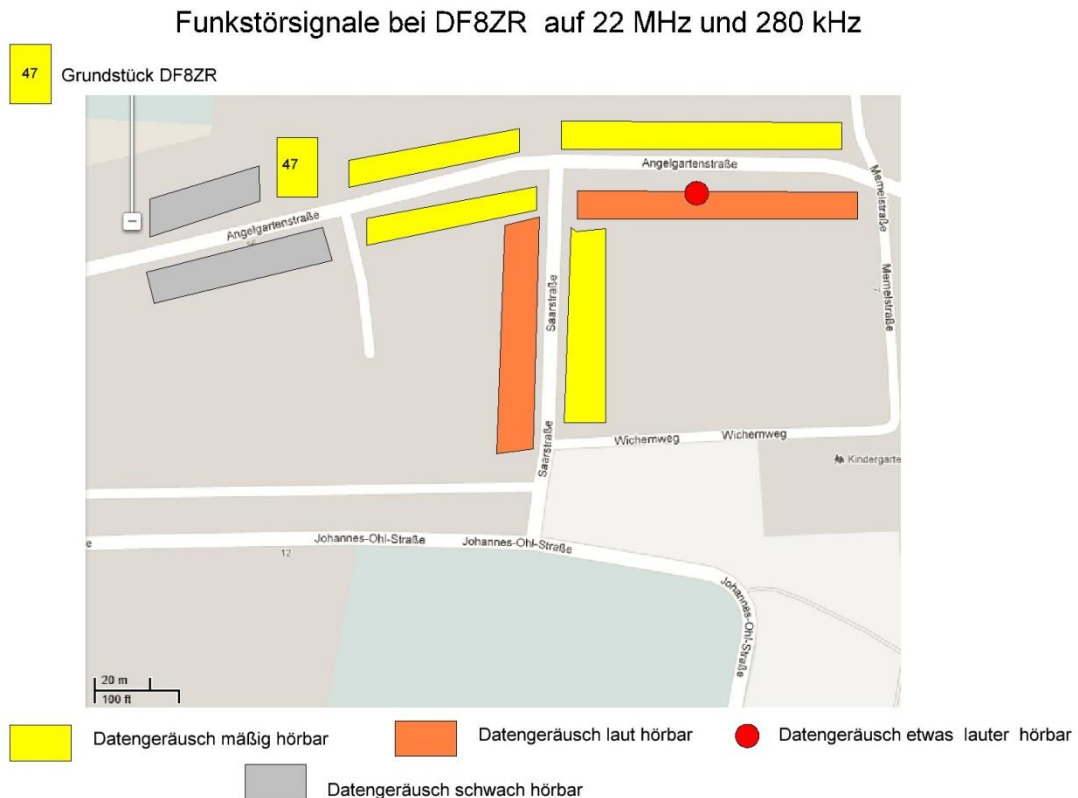 Funkstörsignale bei DF8ZR auf 22 MHz und 280 kHz
47
Grundstück DF8ZR
47
Angelgartenstraße
Memelstraße
Angelgartenstraße
Saarstraße
Memelstraße
7
Saarstraße
Wichernweg
Wichernweg
Kindergarte
e
Johannes-Ohl-Straße
Johannes-Ohl-Straße
12
Johannes-Ohl-Straße
20 m
100 ft
Datengeräusch mäßig hörbar
Datengeräusch laut hörbar
Datengeräusch etwas lauter hörbar
Datengeräusch schwach hörbar